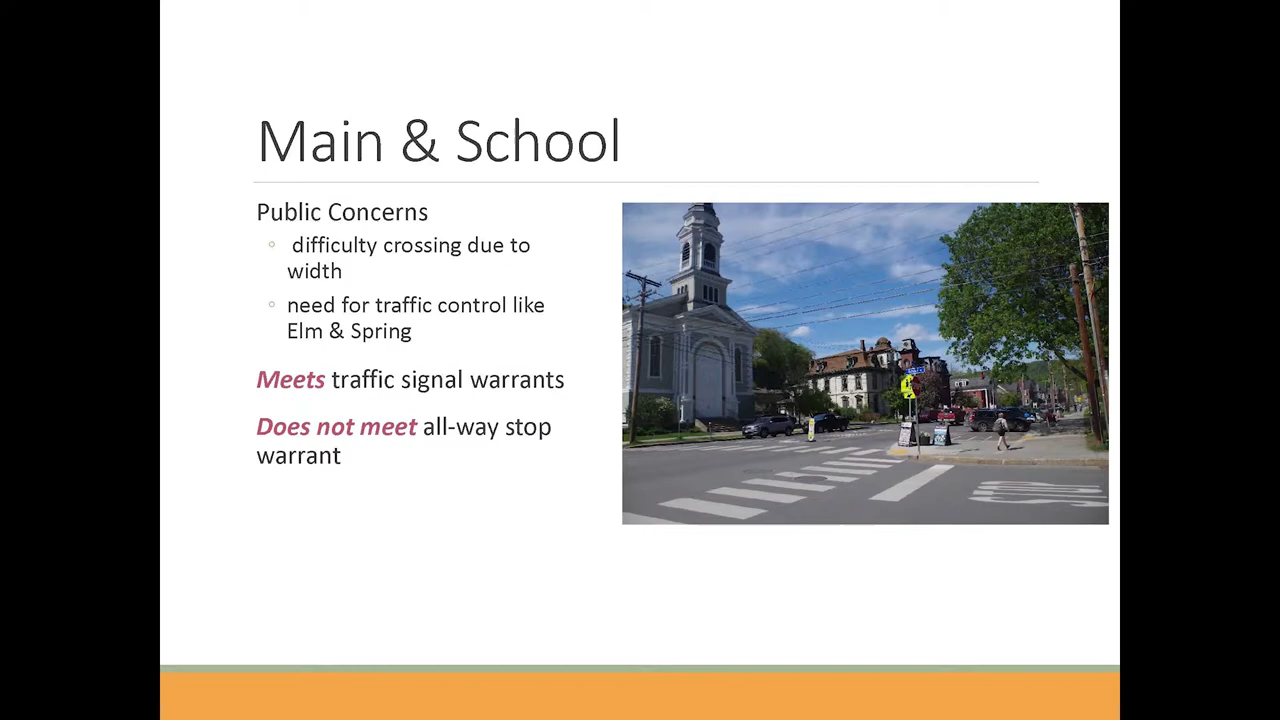 Main & School
Public Concerns
difficulty crossing due to
width
need for traffic control like
Elm & Spring
Meets traffic signal warrants
Does not meet all-way stop
warrant
STOP